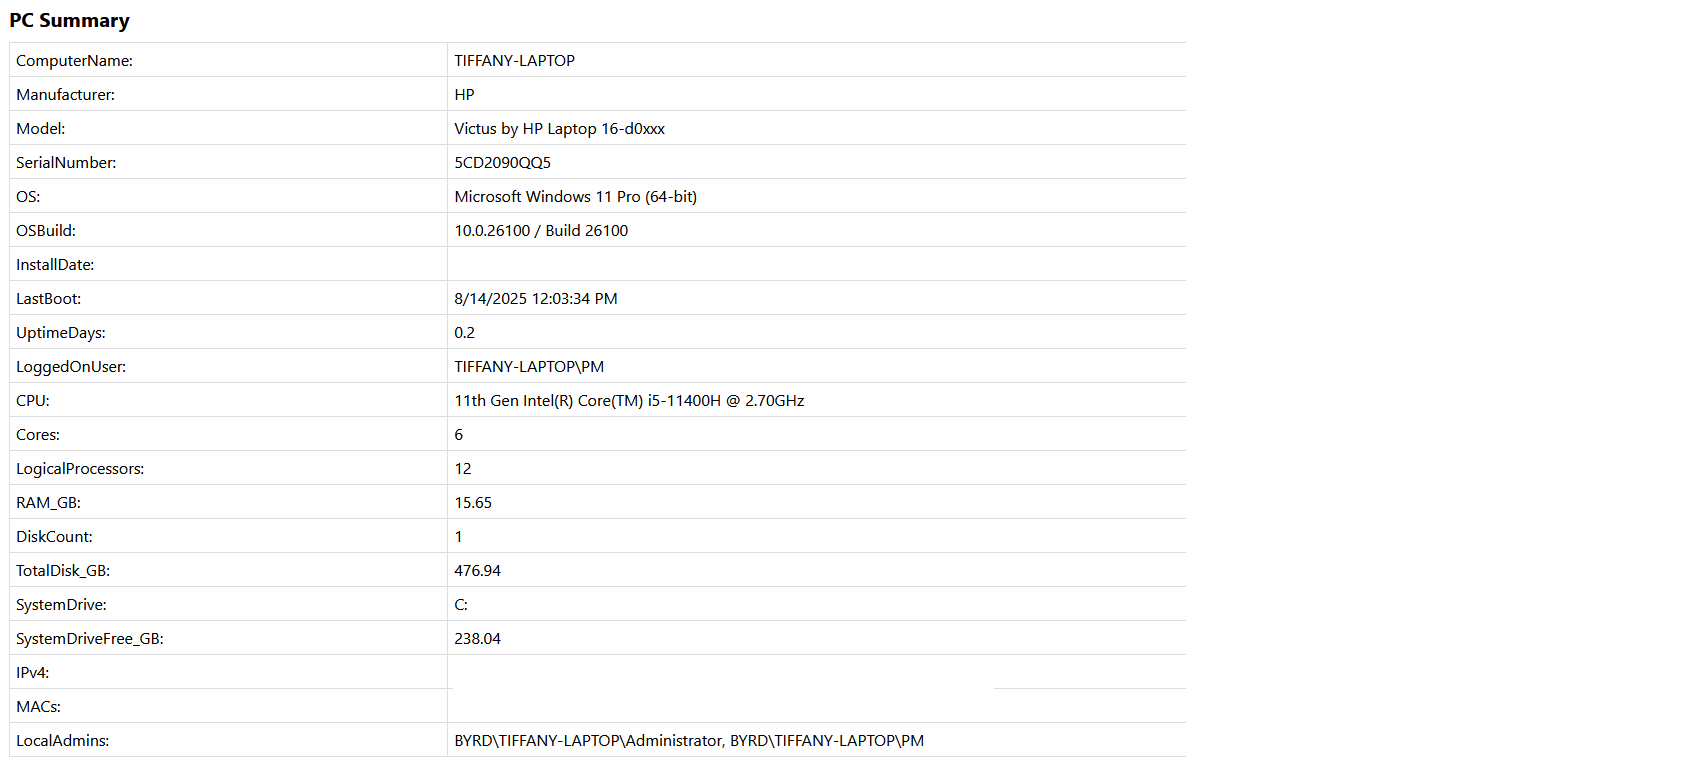 PC Summary
ComputerName: TIFFANY-LAPTOP
Manufacturer: HP
Model: Victus by HP Laptop 16-d0xxx
SerialNumber: 5CD2090QQ5
OS: Microsoft Windows 11 Pro (64-bit)
OSBuild: 10.0.26100 / Build 26100
InstallDate:
LastBoot: 8/14/2025 12:03:34 PM
UptimeDays: 0.2
LoggedOnUser: TIFFANY-LAPTOP\PM
CPU: 11th Gen Intel(R) Core(TM) i5-11400H @ 2.70GHz
Cores: 6
LogicalProcessors: 12
RAM_GB: 15.65
DiskCount: 1
TotalDisk_GB: 476.94
SystemDrive: C:
SystemDriveFree_GB: 238.04
IPv4:
MACs:
LocalAdmins: BYRD\TIFFANY-LAPTOP\Administrator, BYRD\TIFFANY-LAPTOP\PM